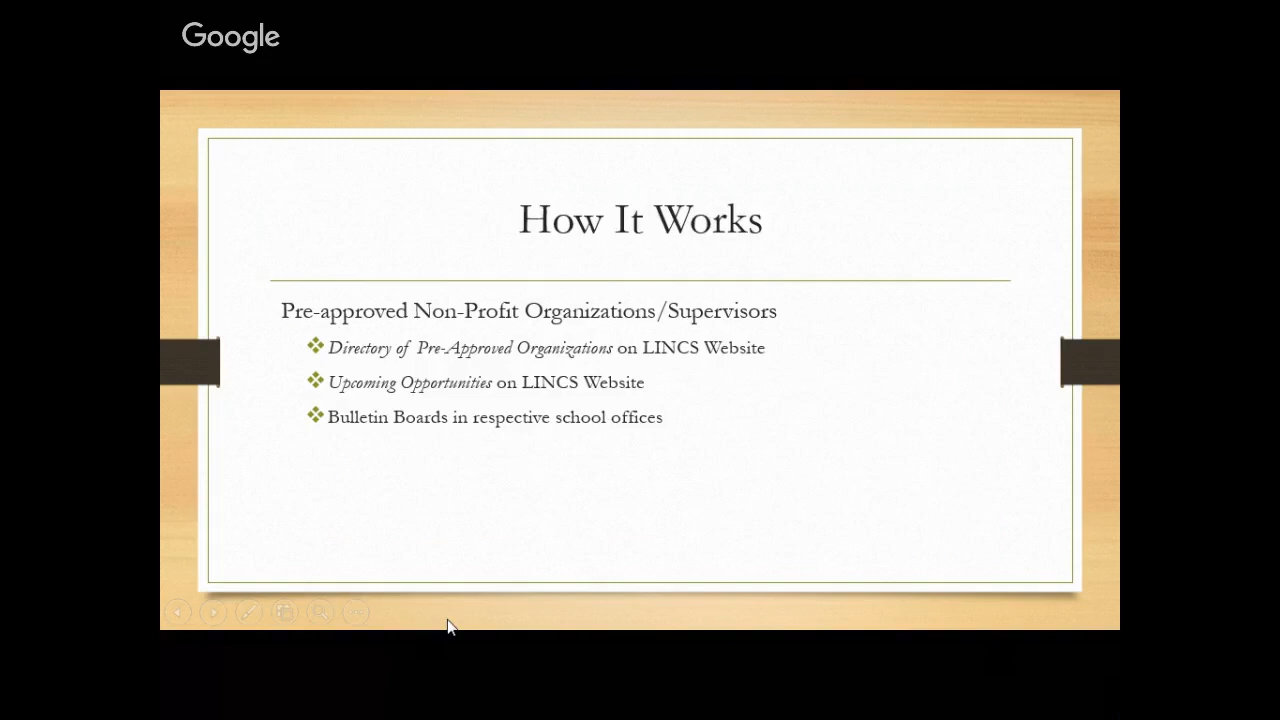 Google
How It Works
Pre-approved Non-Profit Organizations/Supervisors
Directory of Pre-Approved Organizations on LINCS Website
Upcoming Opportunities on LINCS Website
Bulletin Boards in respective school offices